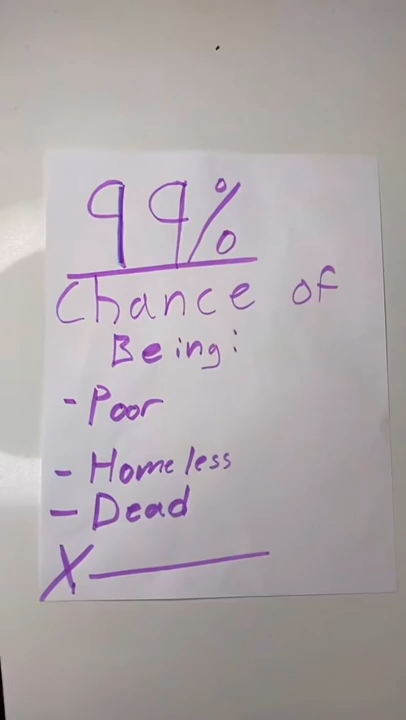 99%
Chance of
Being:
- Poor
- Homeless
- Dead
X